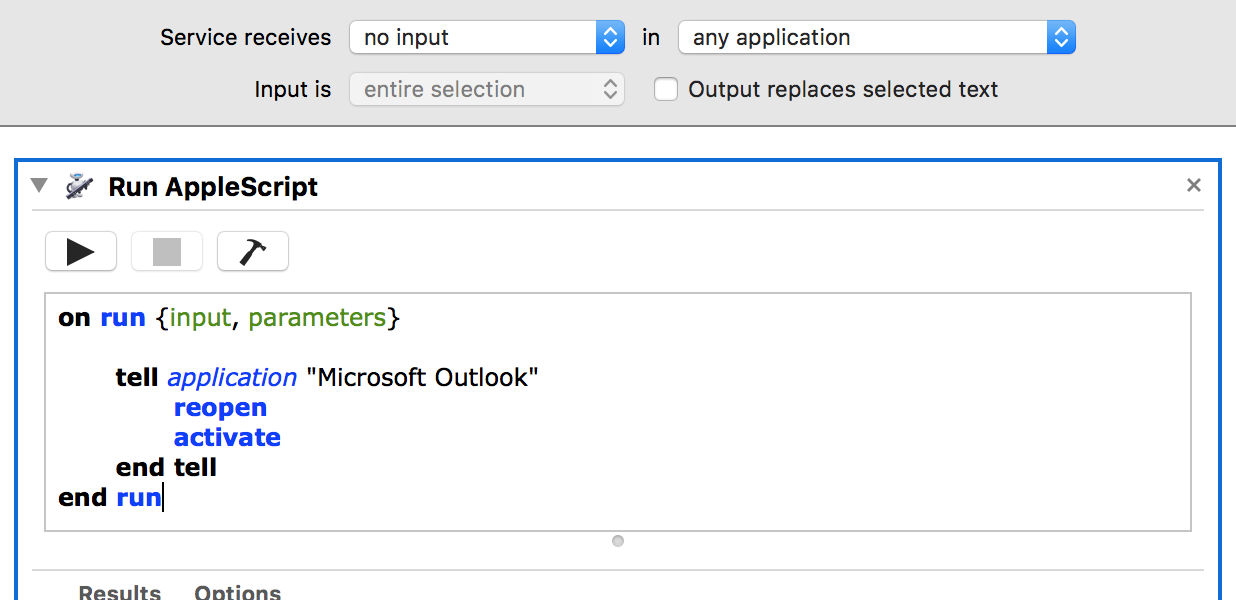 Service receives no input in any application
Input is entire selection Output replaces selected text
Run AppleScript
on run {input, parameters}
tell application "Microsoft Outlook"
reopen
activate
end tell
end run
Results Options